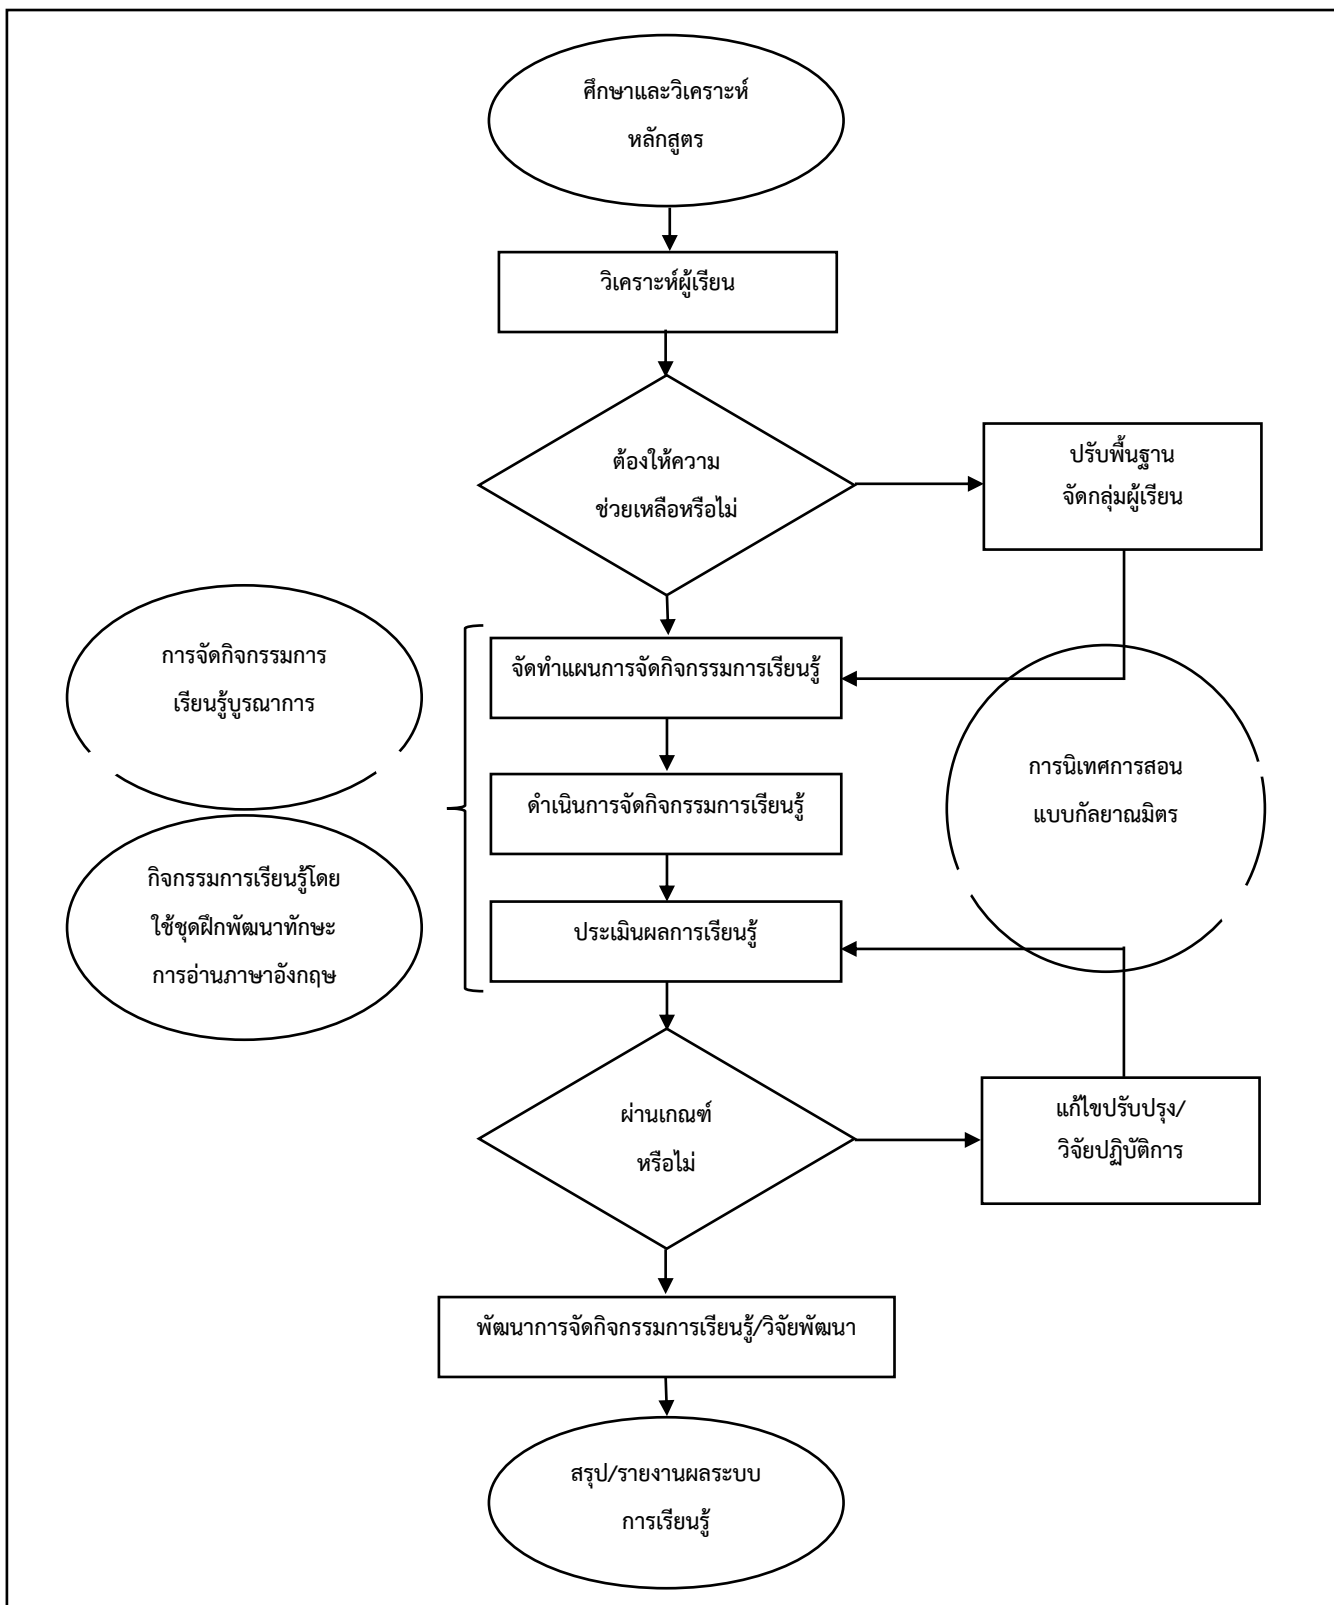 ศึกษาและวิเคราะห์
หลักสูตร
วิเคราะห์ผู้เรียน
ต้องให้ความ
ช่วยเหลือหรือไม่
ปรับพื้นฐาน
จัดกลุ่มผู้เรียน
การจัดกิจกรรมการ
เรียนรู้บูรณาการ
จัดทำแผนการจัดกิจกรรมการเรียนรู้
การนิเทศการสอน
แบบกัลยาณมิตร
ดำเนินการจัดกิจกรรมการเรียนรู้
กิจกรรมการเรียนรู้โดย
ใช้ชุดฝึกพัฒนาทักษะ
การอ่านภาษาอังกฤษ
ประเมินผลการเรียนรู้
ผ่านเกณฑ์
หรือไม่
แก้ไขปรับปรุง/
วิจัยปฏิบัติการ
พัฒนาการจัดกิจกรรมการเรียนรู้/วิจัยพัฒนา
สรุป/รายงานผลระบบ
การเรียนรู้